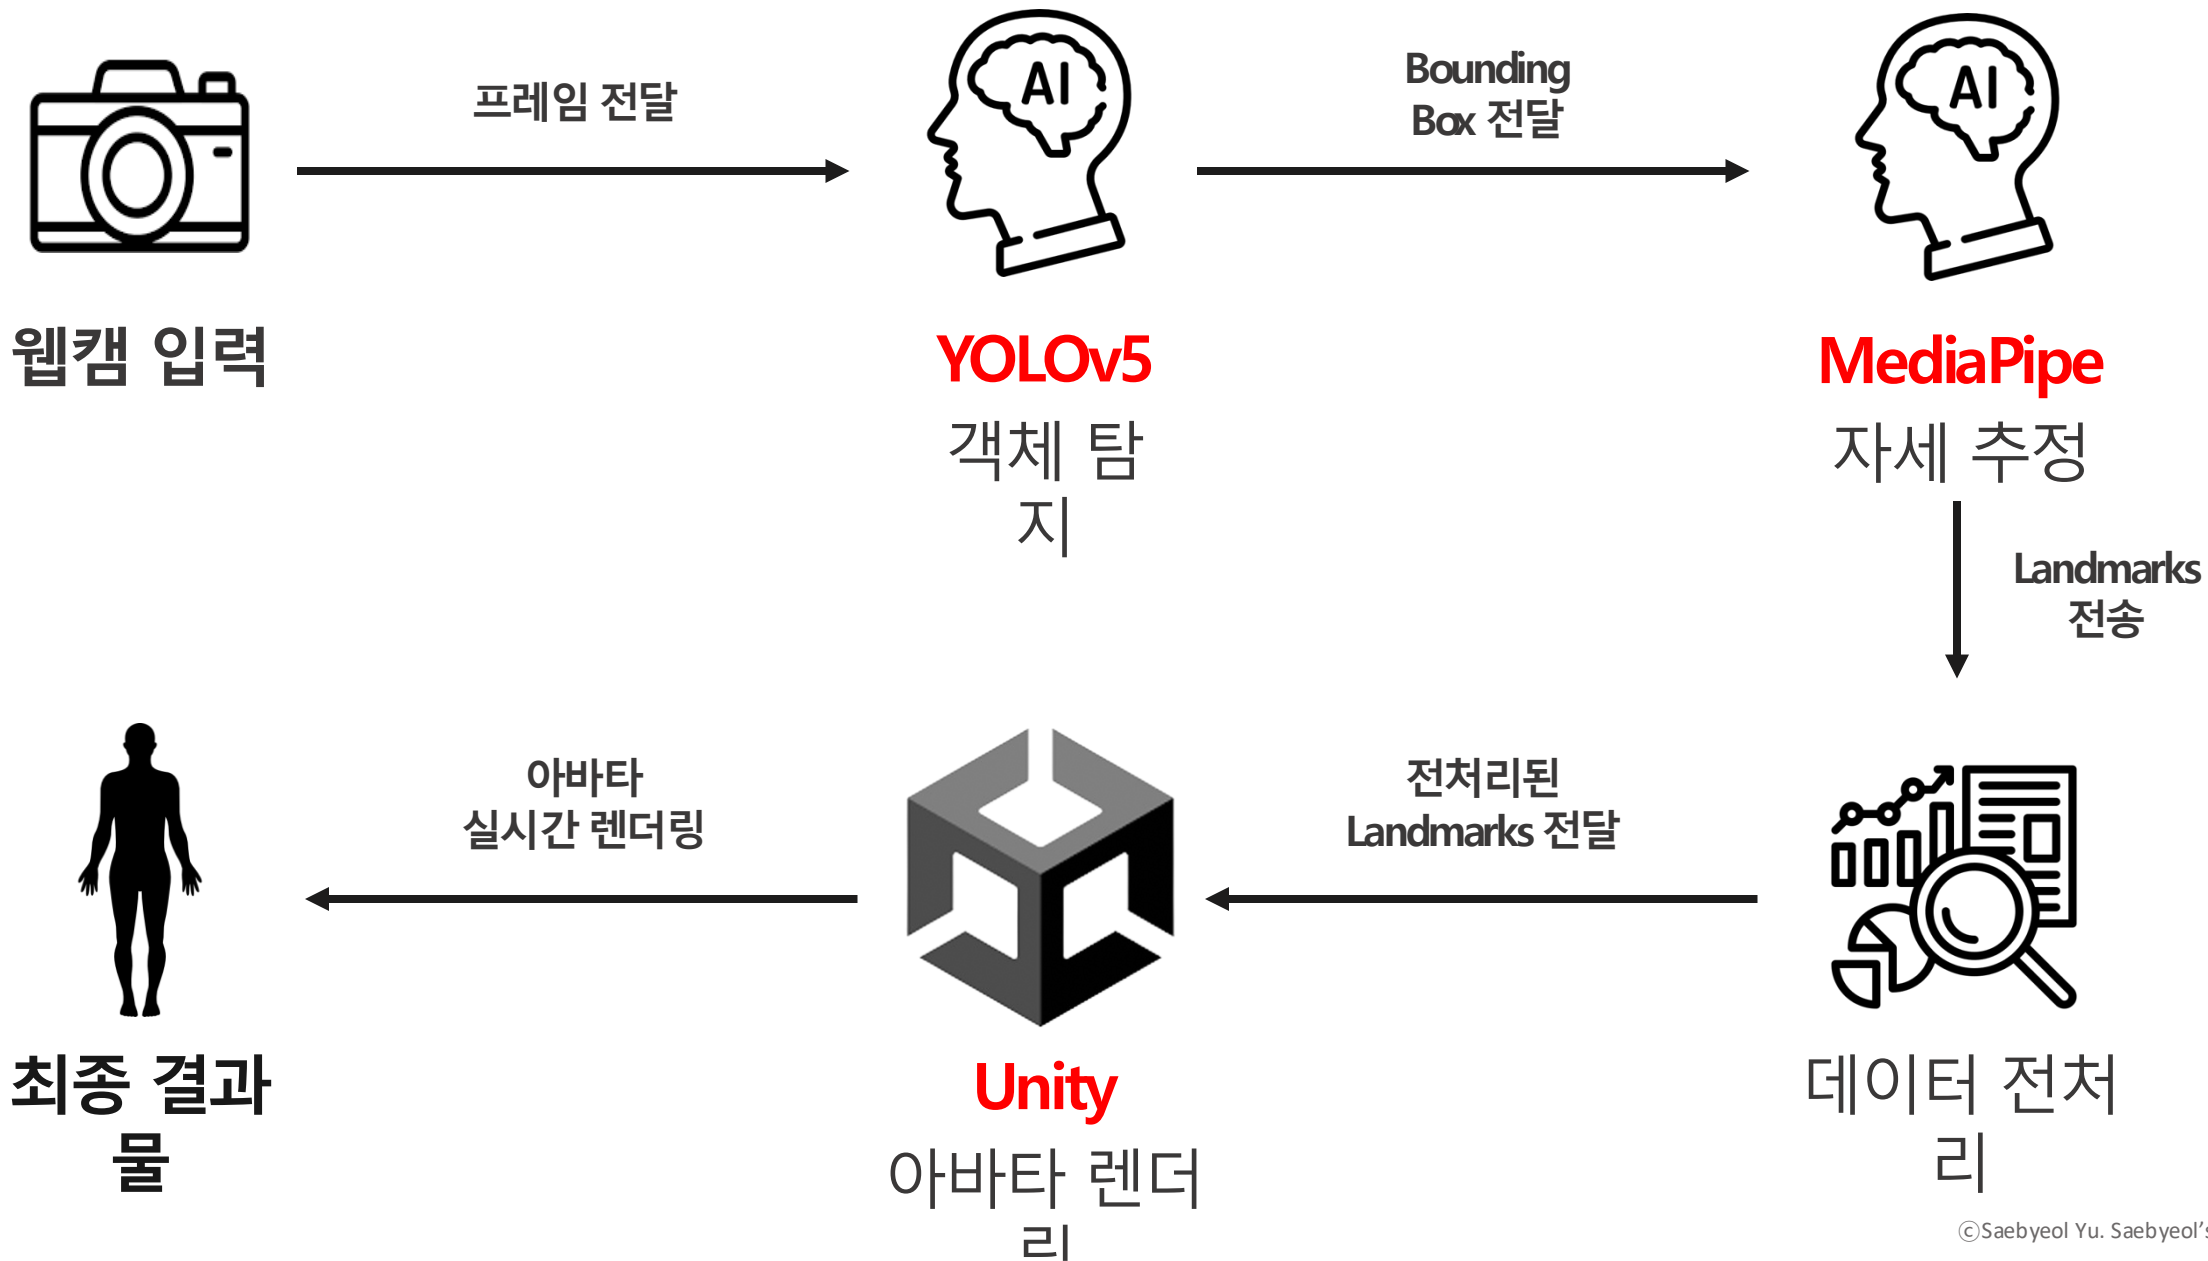 프레임 전달
AI
Bounding
Box 전달
AI
웹캠 입력
YOLOv5
객체 탐
지
MediaPipe
자세 추정
Landmarks
전송
아바타
실시간 렌더링
전처리된
Landmarks 전달
최종 결과
물
Unity
아바타 렌더
데이터 전처
리
ⓒSaebyeol Yu. Saebyeol's